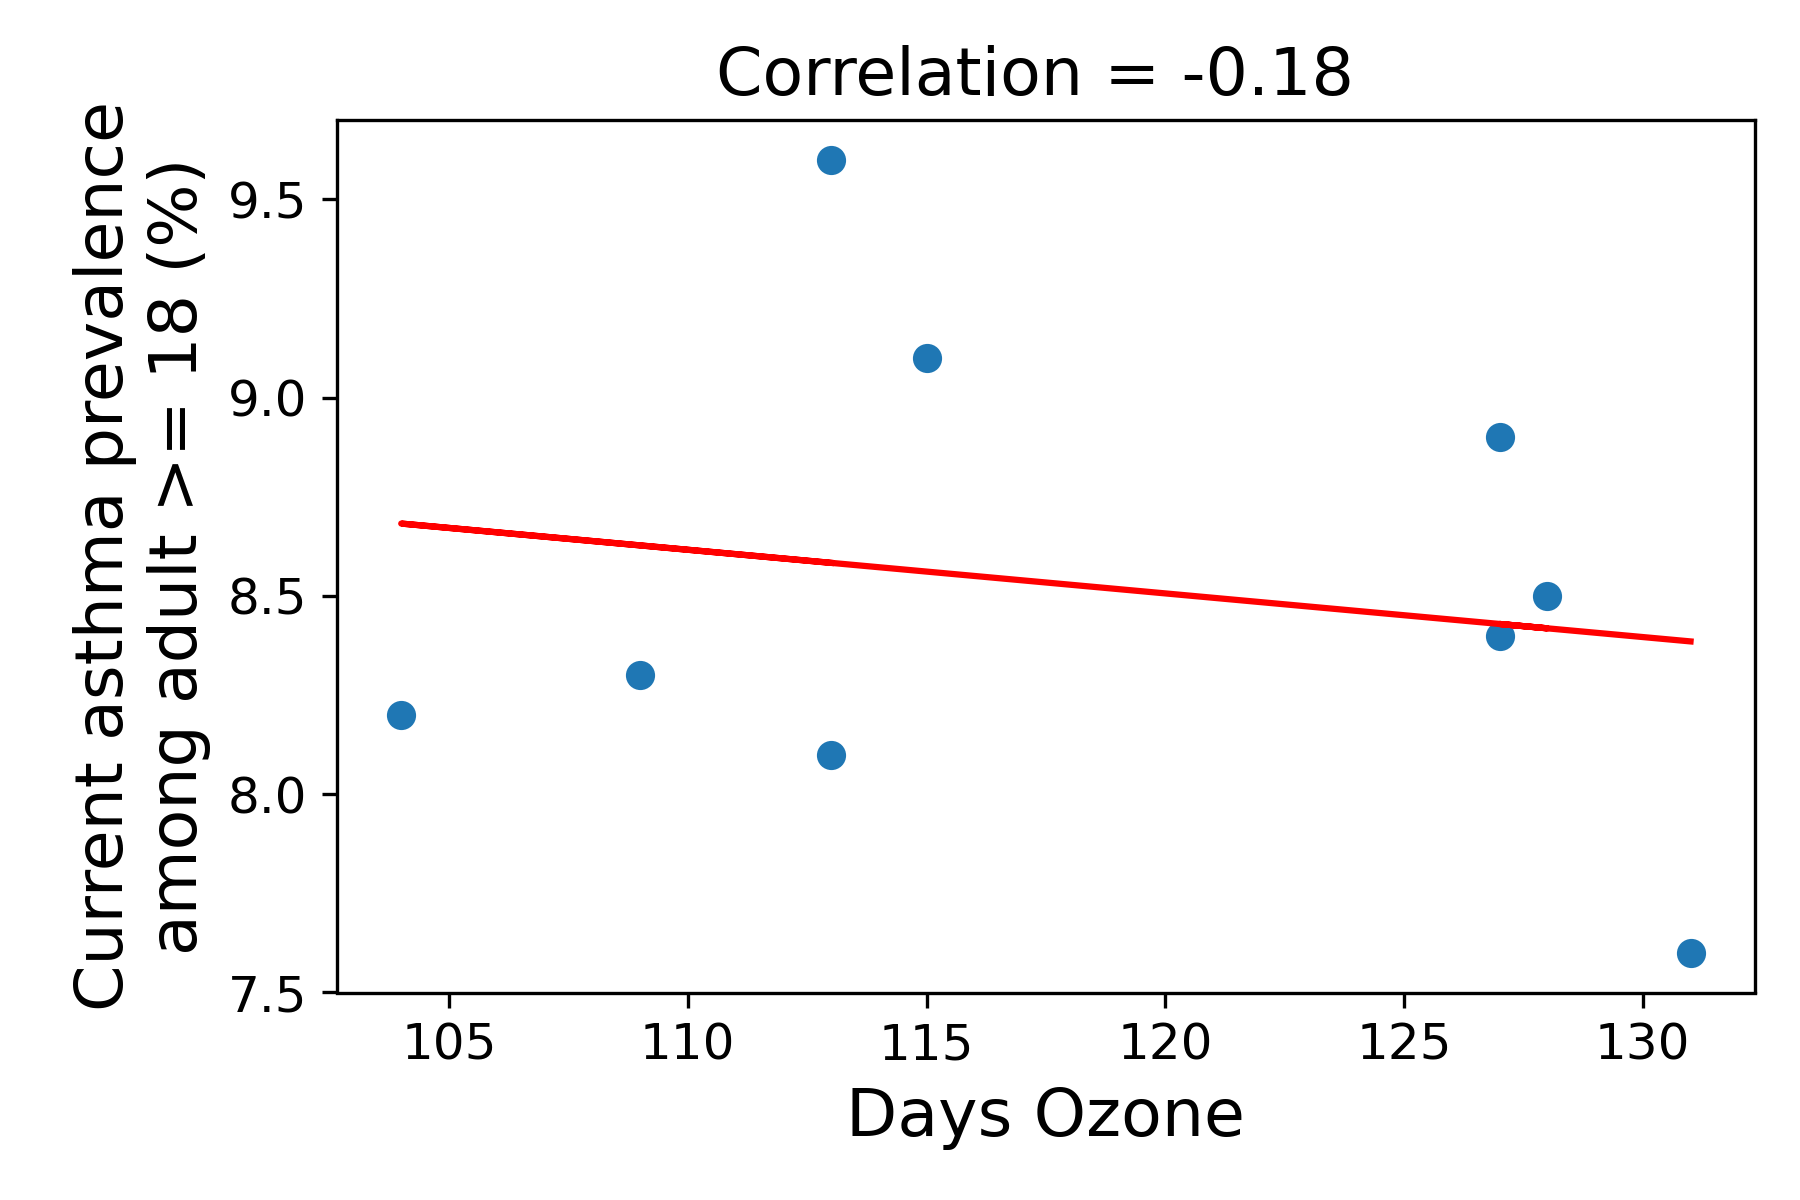 Correlation = -0.18
Current asthma prevalence
among adult >= 18 (%)
9.5
9.0
8.5
8.0
7.5
105 110 115 120 125 130
Days Ozone